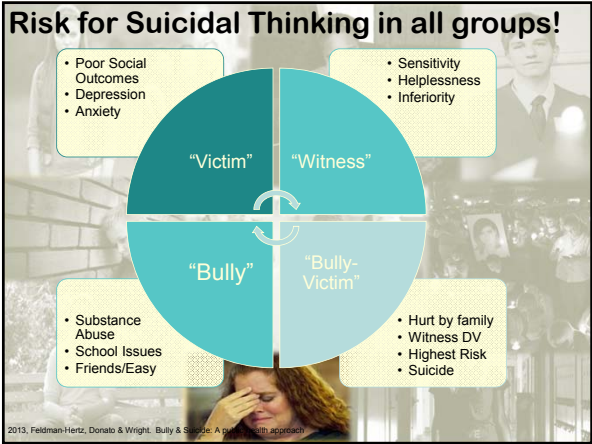 Risk for Suicidal Thinking in all groups!
• Poor Social
Outcomes
• Depression
• Anxiety
• Sensitivity
• Helplessness
• Inferiority
“Victim”
“Witness”
“Bully”
“Bully-
Victim”
• Substance
Abuse
• School Issues
• Friends/Easy
• Hurt by family
• Witness DV
• Highest Risk
• Suicide
2013, Feldman-Hertz, Donato & Wright. Bully & Suicide: A public health approach